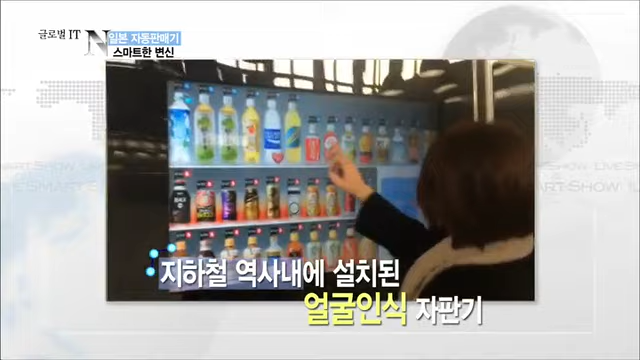 글로벌 IT N
일본 자동판매기
스마트한 변신
지하철 역사내에 설치된
얼굴인식 자판기